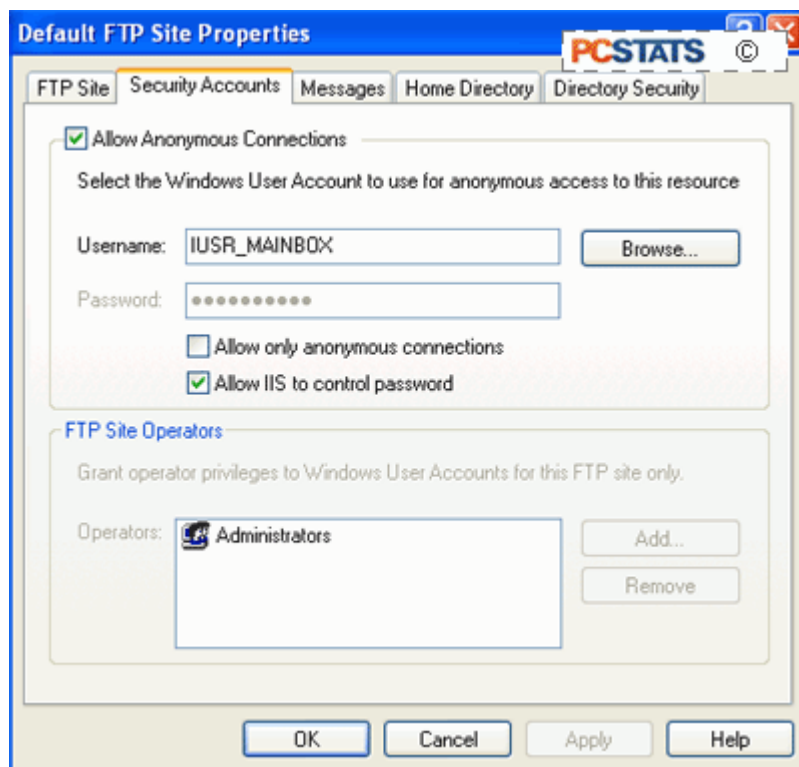 Default FTP Site Properties
PCSTATS ©
FTP Site Security Accounts Messages Home Directory Directory Security
Allow Anonymous Connections
Select the Windows User Account to use for anonymous access to this resource
Username: IUSR_MAINBOX Browse...
Password: ●●●●●●●●●●
Allow only anonymous connections
Allow IIS to control password
FTP Site Operators
Grant operator privileges to Windows User Accounts for this FTP site only.
Operators: Administrators Add...
Remove
OK Cancel Apply Help